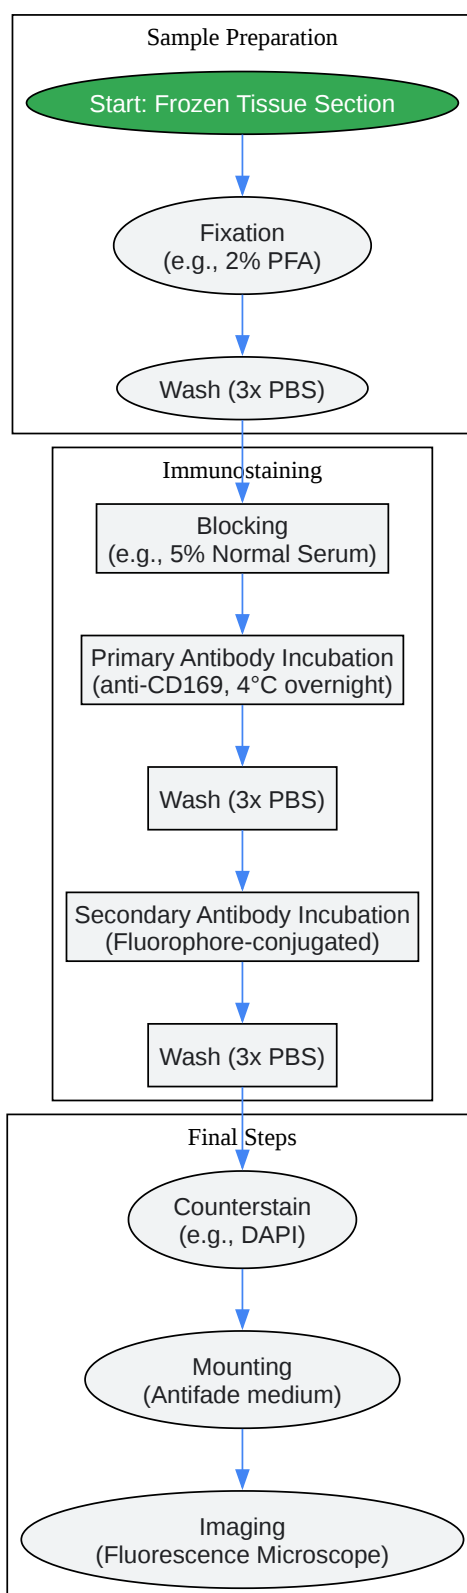 Sample Preparation
Start: Frozen Tissue Section
Fixation
(e.g., 2% PFA)
Wash (3x PBS)
Immunostaining
Blocking
(e.g., 5% Normal Serum)
Primary Antibody Incubation
(anti-CD169, 4°C overnight)
Wash (3x PBS)
Secondary Antibody Incubation
(Fluorophore-conjugated)
Wash (3x PBS)
Final Steps
Counterstain
(e.g., DAPI)
Mounting
(Antifade medium)
Imaging
(Fluorescence Microscope)